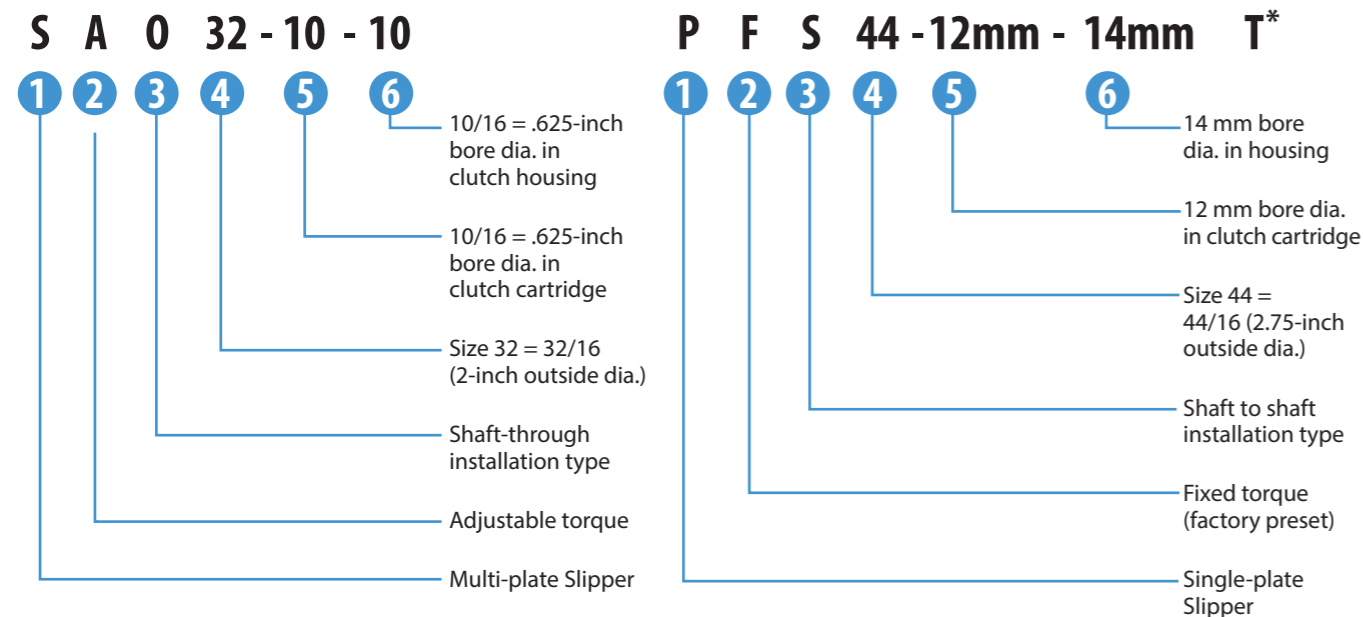 S A O 32 - 10 - 10
1 2 3 4 5 6
10/16 = .625-inch
bore dia. in
clutch housing
10/16 = .625-inch
bore dia. in
clutch cartridge
Size 32 = 32/16
(2-inch outside dia.)
Shaft-through
installation type
Adjustable torque
Multi-plate Slipper
P F S 44 -12mm - 14mm T*
1 2 3 4 5 6
14 mm bore
dia. in housing
12 mm bore dia.
in clutch cartridge
Size 44 =
44/16 (2.75-inch
outside dia.)
Shaft to shaft
installation type
Fixed torque
(factory preset)
Single-plate
Slipper